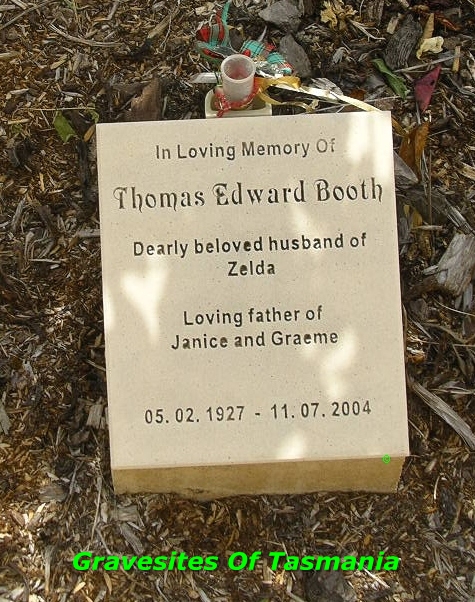 In Loving Memory Of
Thomas Edward Booth
Dearly beloved husband of
Zelda
Loving father of
Janice and Graeme
05. 02. 1927 - 11. 07. 2004
Gravesites Of Tasmania